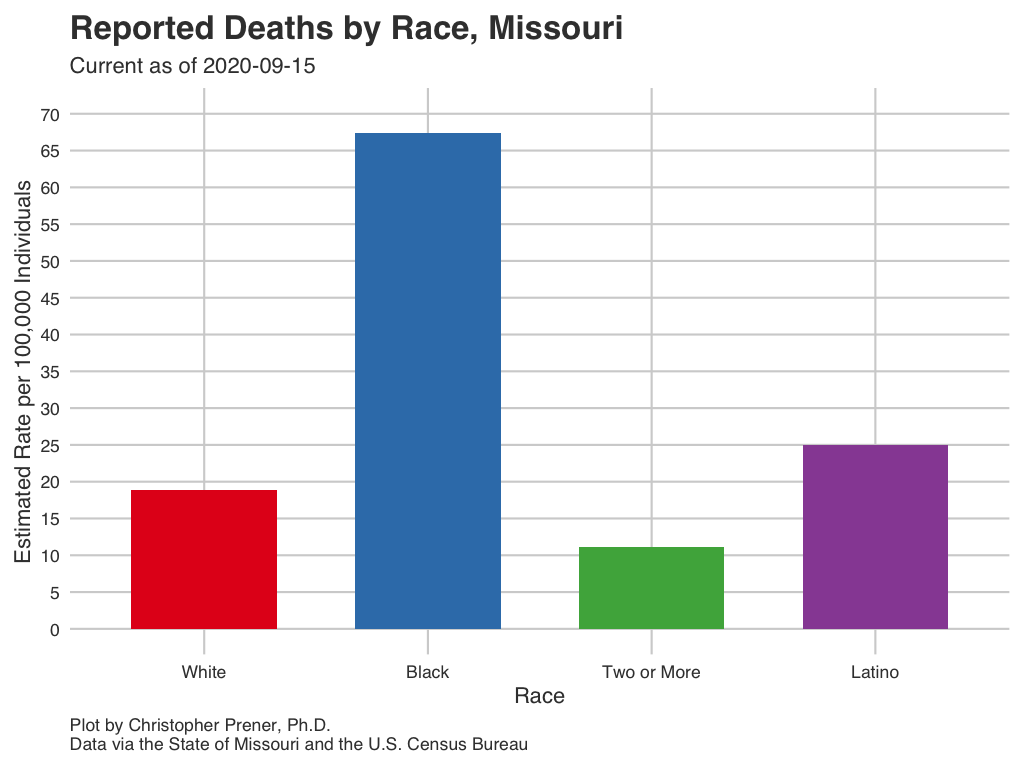 Reported Deaths by Race, Missouri
Current as of 2020-09-15
Estimated Rate per 100,000 Individuals
70
65
60
55
50
45
40
35
30
25
20
15
10
5
0
White Black Two or More Latino
Race
Plot by Christopher Prener, Ph.D.
Data via the State of Missouri and the U.S. Census Bureau